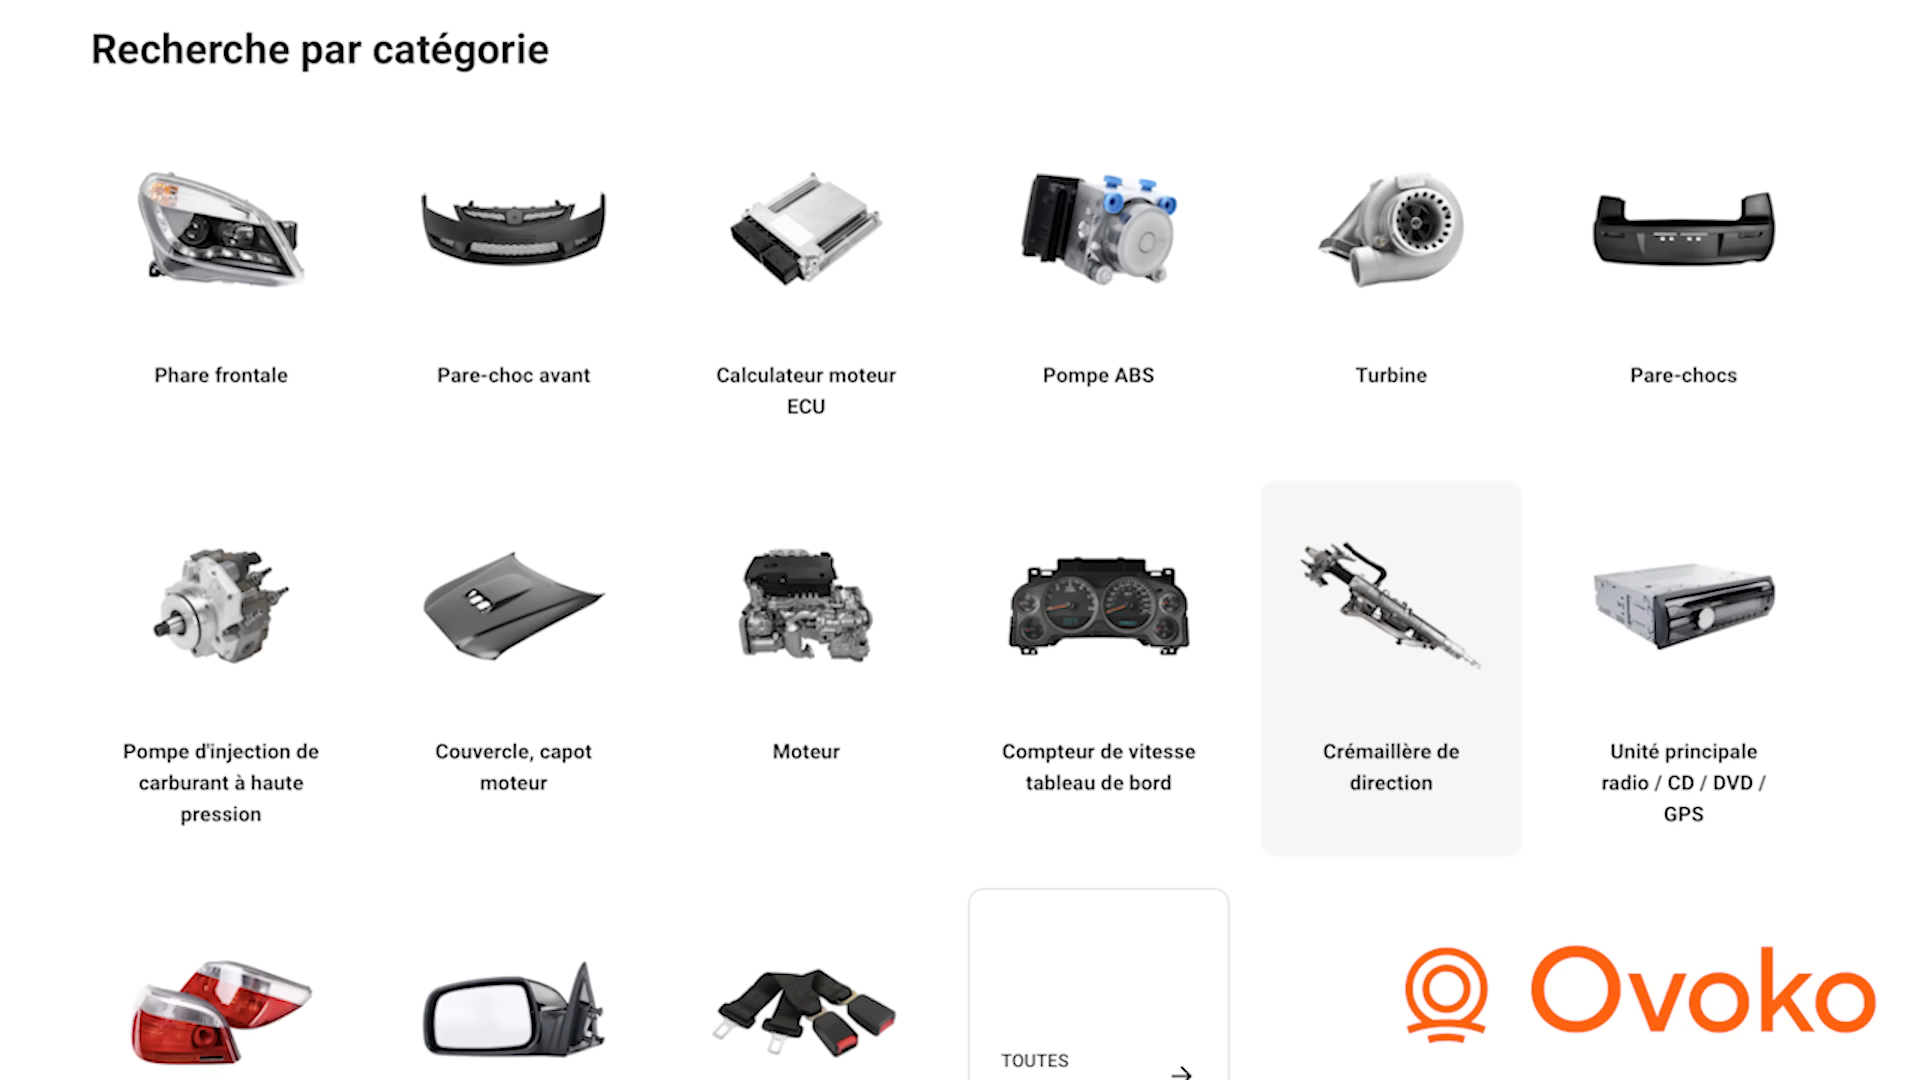 Recherche par catégorie
Phare frontale
Pare-choc avant
Calculateur moteur
ECU
Pompe ABS
Turbine
Pare-chocs
Pompe d'injection de
carburant à haute
pression
Couvercle, capot
moteur
Moteur
Compteur de vitesse
tableau de bord
Crémaillère de
direction
Unité principale
radio / CD / DVD /
GPS
TOUTES
Ovoko